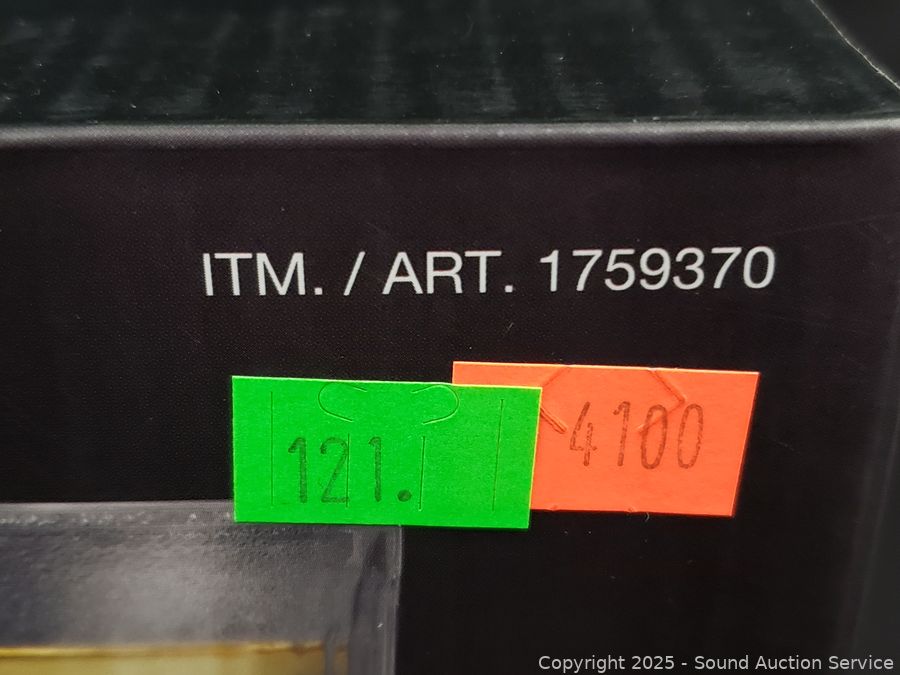 ITM. / ART. 1759370
121.
4100
Copyright 2025 - Sound Auction Service